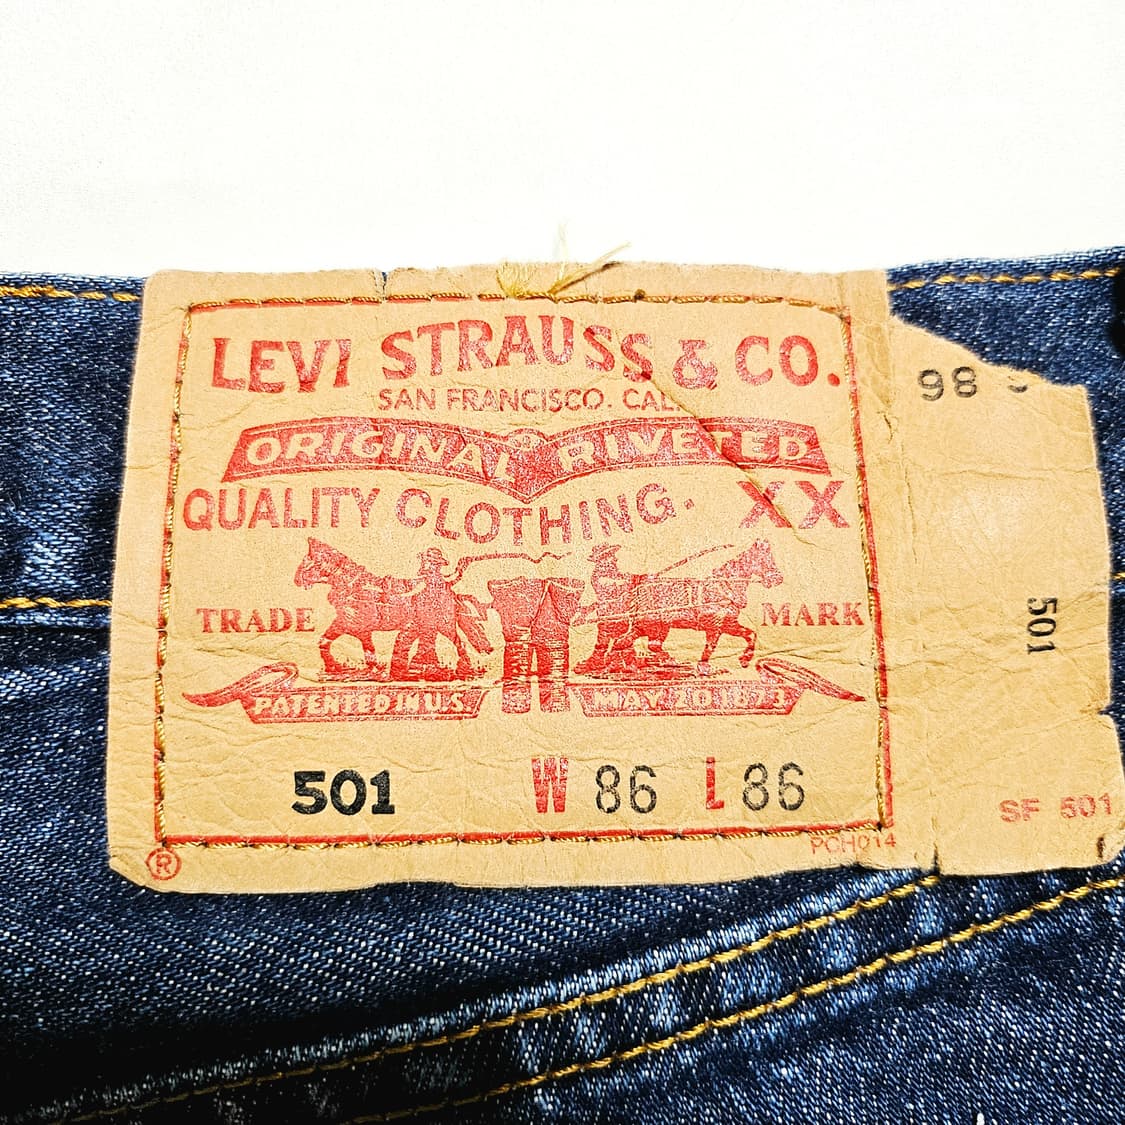 LEVI STRAUSS & CO.
SAN FRANCISCO. CAL.
ORIGINAL RIVETED
QUALITY CLOTHING. XX
TRADE MARK
PATENTED IN U.S. MAY 20 1873
501 W 86 L 86
PCH014
®
98
501
SF 501